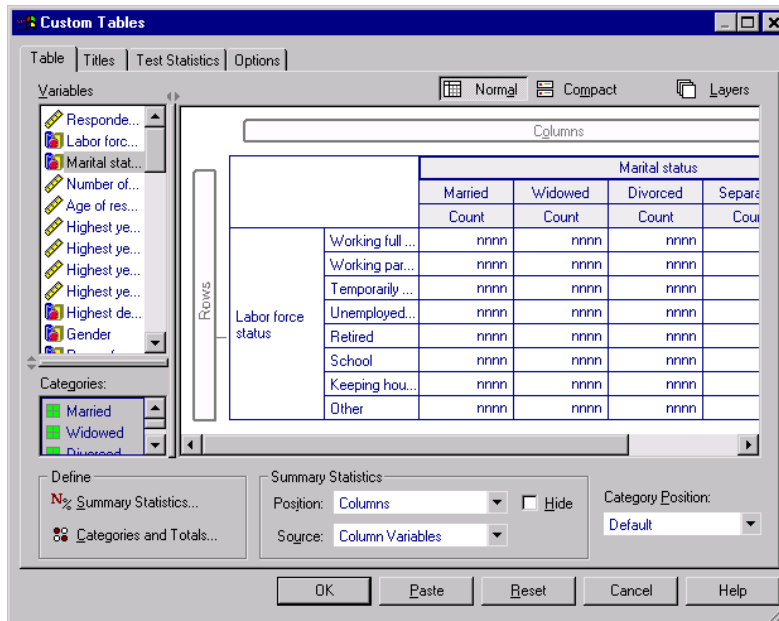 Custom Tables
Table Titles Test Statistics Options
Variables
Normal Compact Layers
Responde...
Labor forc...
Marital stat...
Number of...
Age of res...
Highest ye...
Highest ye...
Highest ye...
Highest ye...
Highest de...
Gender
Columns
Rows
Marital status
Married Widowed Divorced Separa
Count Count Count Cour
Labor force status
Working full ... nnnn nnnn nnnn
Working par... nnnn nnnn nnnn
Temporarily ... nnnn nnnn nnnn
Unemployed... nnnn nnnn nnnn
Retired nnnn nnnn nnnn
School nnnn nnnn nnnn
Keeping hou... nnnn nnnn nnnn
Other nnnn nnnn nnnn
Categories:
Married
Widowed
Divorced
Define
N% Summary Statistics...
Categories and Totals...
Summary Statistics
Position: Columns Hide
Source: Column Variables
Category Position:
Default
OK Paste Reset Cancel Help